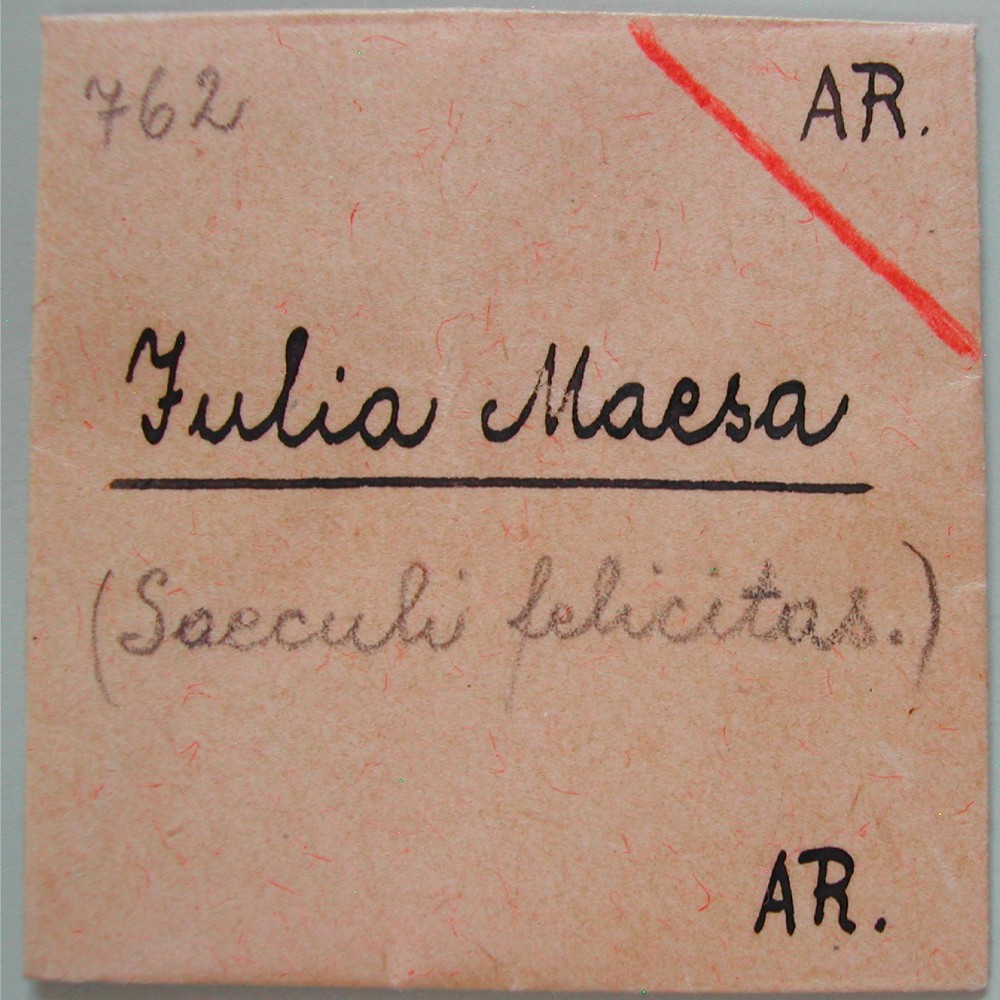 762 AR.
Julia Maesa
(Saeculi felicitas.)
AR.